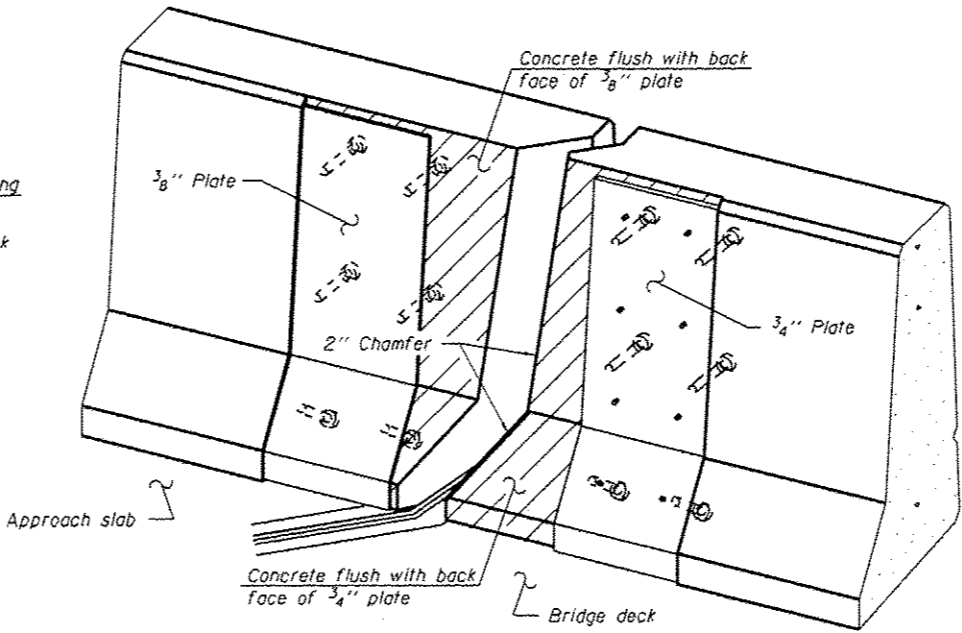 Concrete flush with back
face of 3/8" plate
ng
3/8" Plate
k
3/4" Plate
2" Chamfer
Approach slab
Concrete flush with back
face of 3/4" plate
Bridge deck